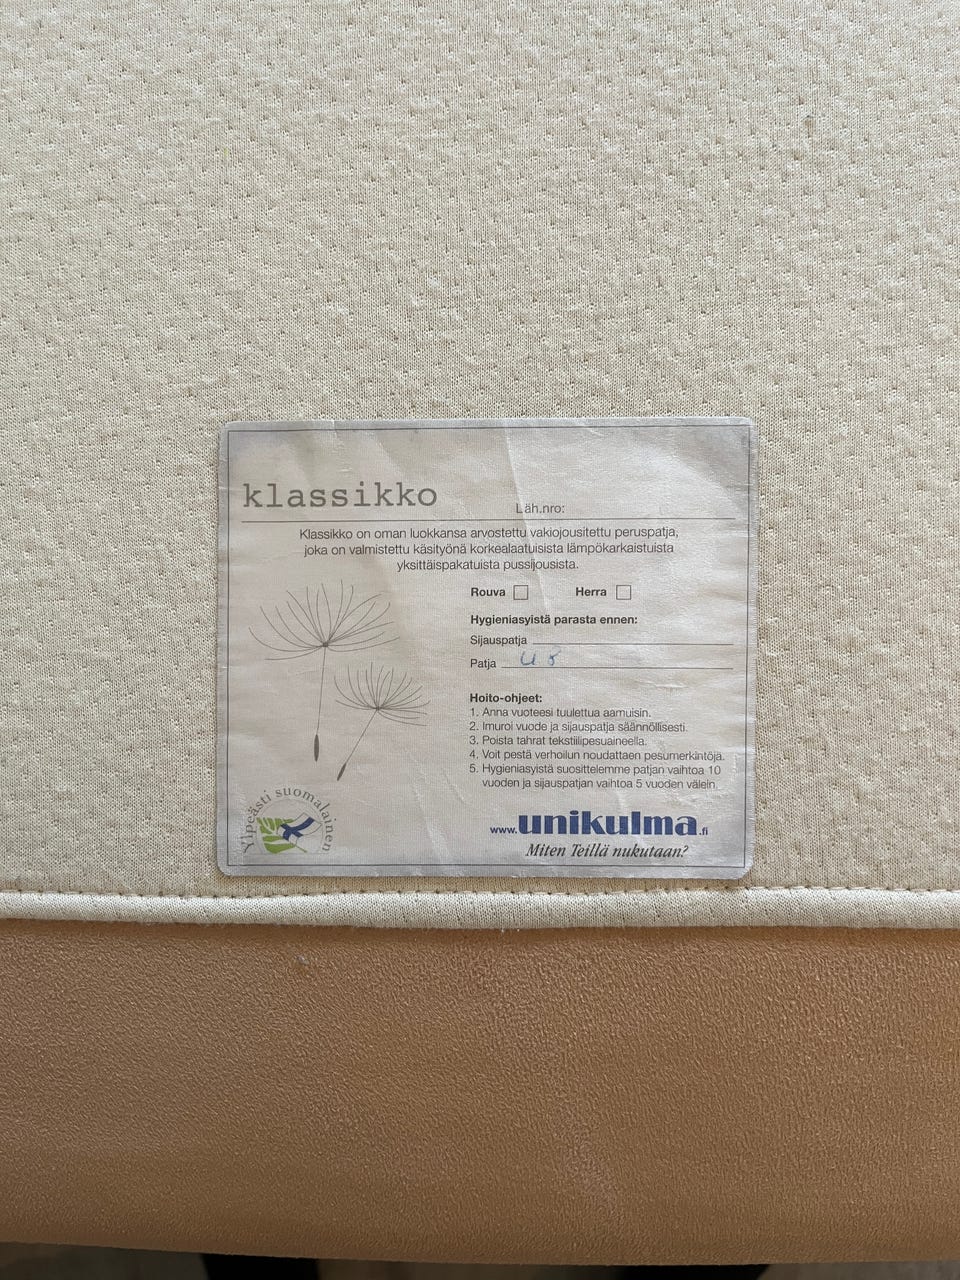 klassikko
Läh.nro:
Klassikko on oman luokkansa arvostettu vakiojousitettu peruspatja,
joka on valmistettu käsityönä korkealaatuisista lämpökarkaistuista
yksittäispakatuista pussijousista.
Rouva
Herra
Hygieniasyistä parasta ennen:
Sijauspatja
Patja
Hoito-ohjeet:
1. Anna vuoteesi tuulettua aamuisin.
2. Imuroi vuode ja sijauspatja säännöllisesti.
3. Poista tahrat tekstiilipesuaineella.
4. Voit pestä verhoilun noudattaen pesumerkintöjä.
5. Hygieniasyistä suosittelemme patjan vaihtoa 10
vuoden ja sijauspatjan vaihtoa 5 vuoden välein.
Ylpeästi suomalainen
www.unikulma.fi
Miten Teillä nukutaan?